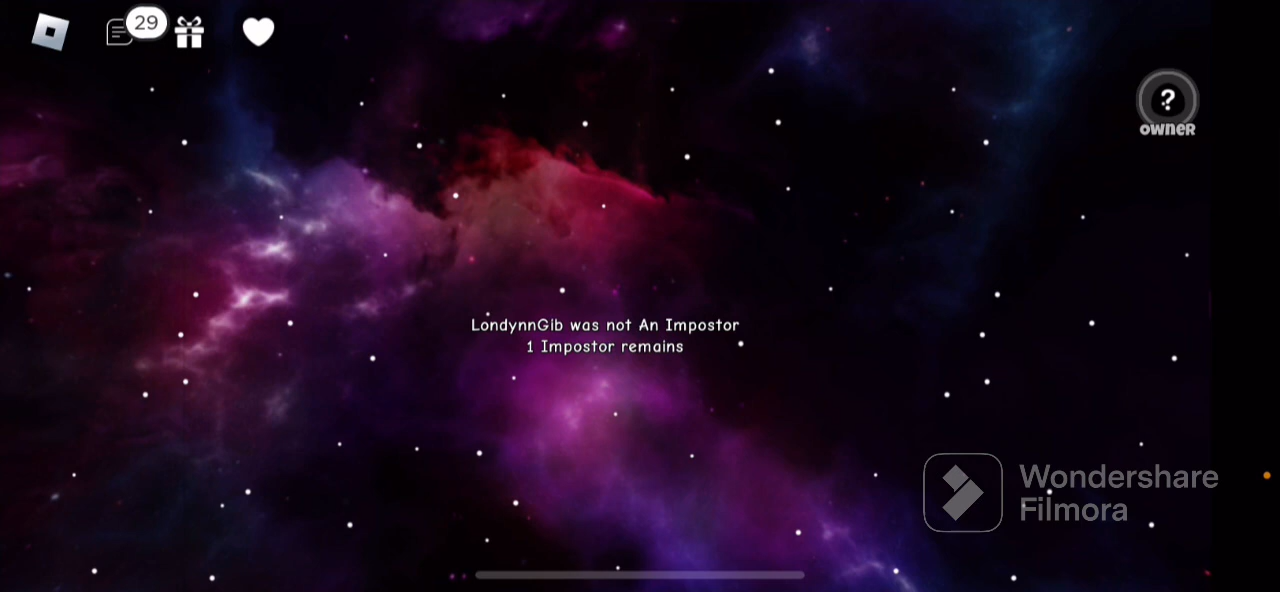 29
?
OWNER
LondynnGib was not An Impostor
1 Impostor remains
Wondershare
Filmora